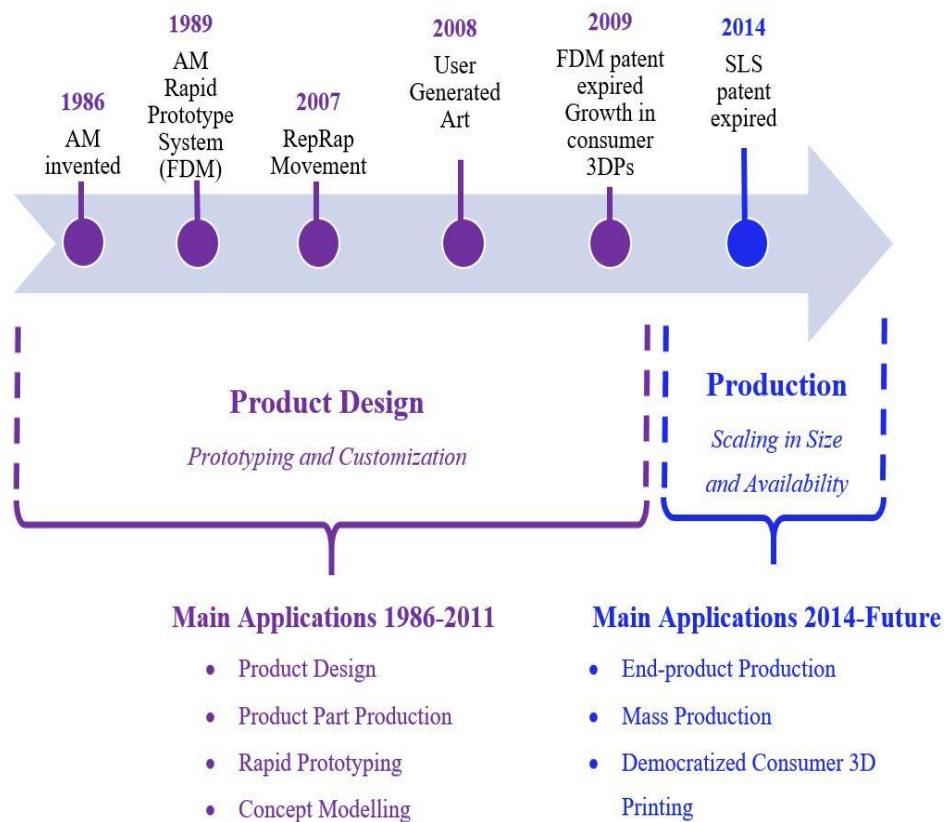 1986
AM
invented
1989
AM
Rapid
Prototype
System
(FDM)
2007
RepRap
Movement
2008
User
Generated
Art
2009
FDM patent
expired
Growth in
consumer
3DPs
2014
SLS
patent
expired
Product Design
Prototyping and Customization
Production
Scaling in Size
and Availability
Main Applications 1986-2011
• Product Design
• Product Part Production
• Rapid Prototyping
• Concept Modelling
Main Applications 2014-Future
• End-product Production
• Mass Production
• Democratized Consumer 3D
Printing